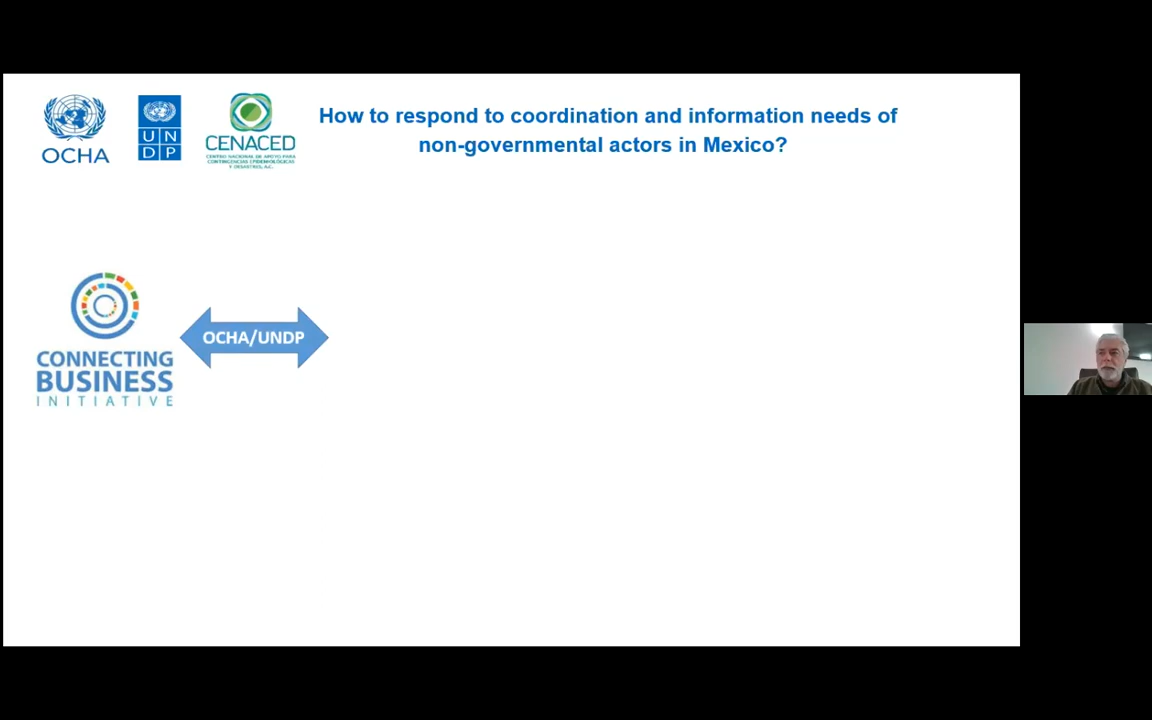 How to respond to coordination and information needs of
non-governmental actors in Mexico?
OCHA
U N
D P
CENACED
CENTRO NACIONAL DE APOYO PARA
CONTINGENCIAS EPIDEMIOLÓGICAS
Y DESASTRES, A.C.
CONNECTING
BUSINESS
INITIATIVE
OCHA/UNDP